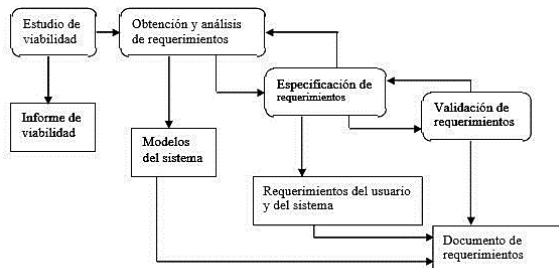 Estudio de
viabilidad
Obtención y análisis
de requerimientos
Especificación de
requerimientos
Validación de
requerimientos
Informe de
viabilidad
Modelos
del sistema
Requerimientos del usuario
y del sistema
Documento de
requerimientos